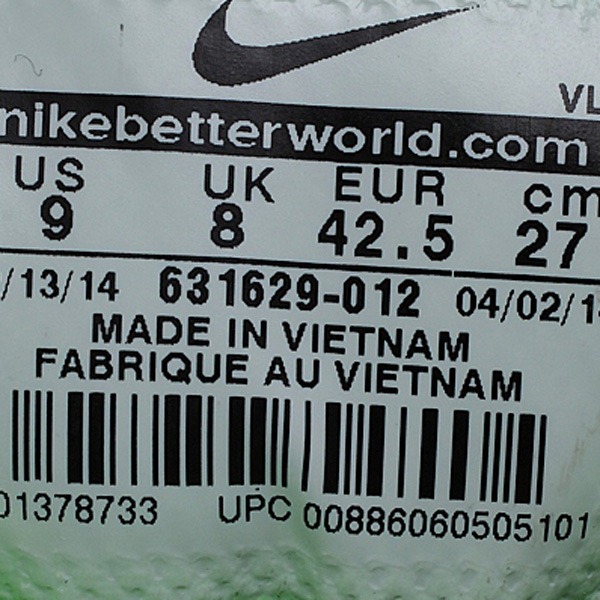 VL
nikebetterworld.com
US UK EUR cm
9 8 42.5 27
/13/14 631629-012 04/02/1
MADE IN VIETNAM
FABRIQUE AU VIETNAM
01378733 UPC 00886060505101